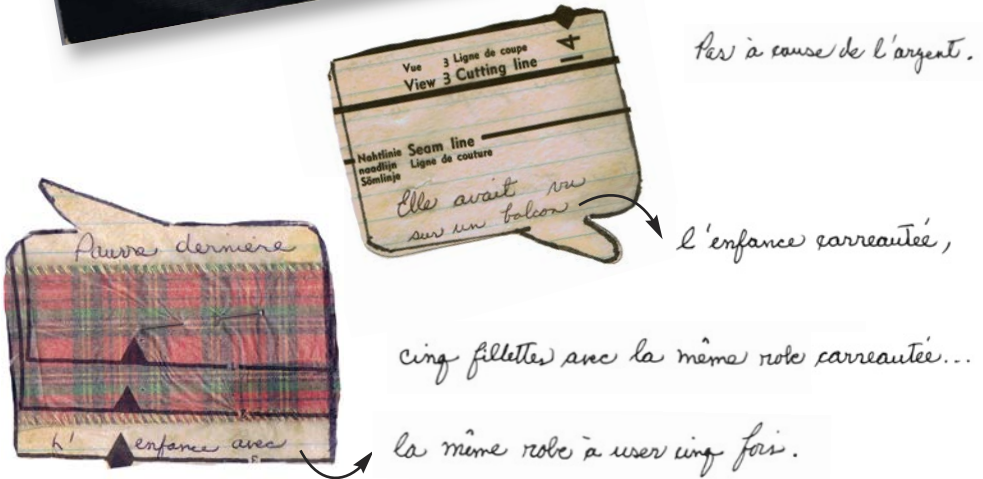 Pas à cause de l'argent.
Vue 3 Ligne de coupe
View 3 Cutting line
14
Nahtlinie
naadlijn
Sömlinje
Seam line
Ligne de couture
Elle avait vu
sur un balcon
l'enfance carreautée,
cinq fillettes avec la même robe carreautée...
Pauvre dernière
L' enfance avec
la même robe à user cinq fois.